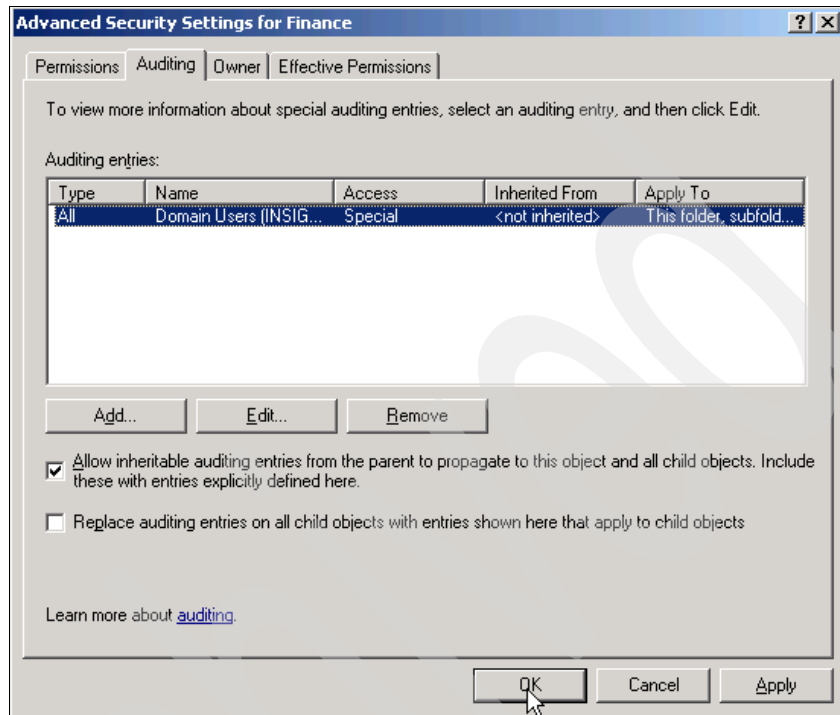 Advanced Security Settings for Finance
Permissions Auditing Owner Effective Permissions
To view more information about special auditing entries, select an auditing entry, and then click Edit.
Auditing entries:
Type Name Access Inherited From Apply To
All Domain Users (INSIG... Special <not inherited> This folder, subfold...
Add... Edit... Remove
Allow inheritable auditing entries from the parent to propagate to this object and all child objects. Include
these with entries explicitly defined here.
Replace auditing entries on all child objects with entries shown here that apply to child objects
Learn more about auditing.
OK Cancel Apply